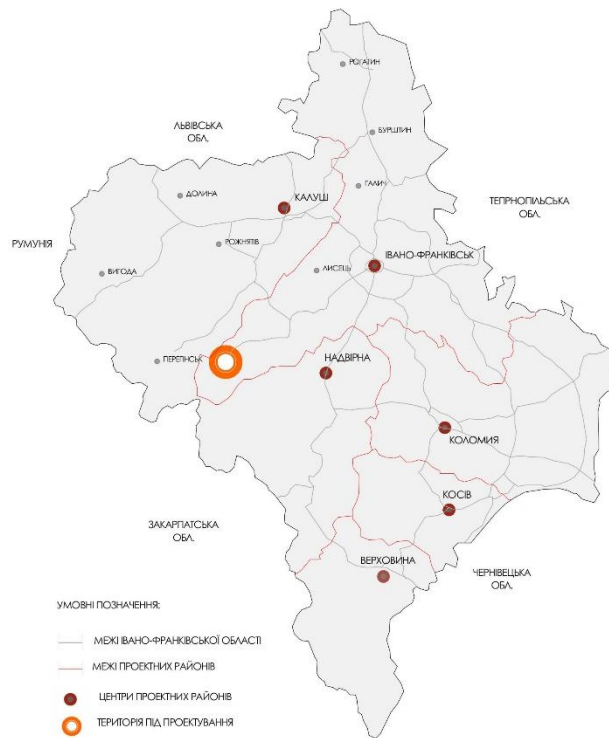 РОГАТИН
ЛЬВІВСЬКА
ОБЛ.
БУРШТИН
ДОЛИНА
КАЛУШ
ГАЛИЧ
ТЕПРНОПІЛЬСЬКА
ОБЛ.
РУМУНІЯ
РОЖНЯТІВ
ІВАНО-ФРАНКІВСЬК
ВИГОДА
ЛИСЕЦЬ
ПЕРЕГІНСЬК
НАДВІРНА
КОЛОМИЯ
КОСІВ
ЗАКАРПАТСЬКА
ОБЛ.
ВЕРХОВИНА
ЧЕРНІВЕЦЬКА
ОБЛ.
УМОВНІ ПОЗНАЧЕННЯ:
МЕЖІ ІВАНО-ФРАНКІВСЬКОЇ ОБЛАСТІ
МЕЖІ ПРОЕКТНИХ РАЙОНІВ
ЦЕНТРИ ПРОЕКТНИХ РАЙОНІВ
ТЕРИТОРІЯ ПІД ПРОЕКТУВАННЯ